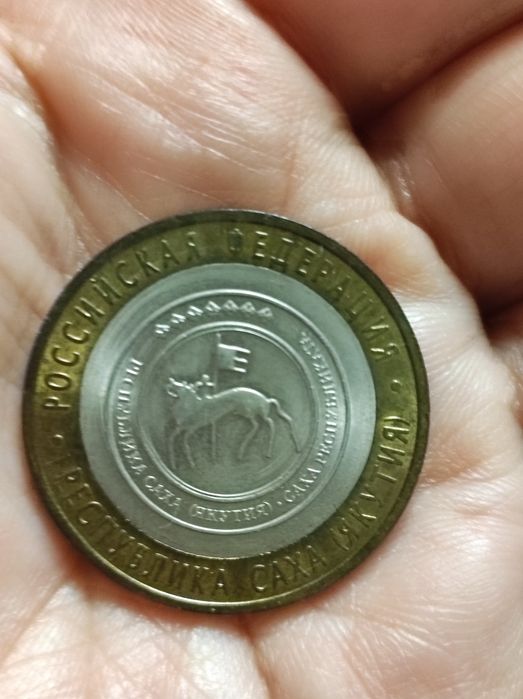 РОССИЙСКАЯ ФЕДЕРАЦИЯ
РЕСПУБЛИКА САХА (ЯКУТИЯ)
РЕСПУБЛИКА САХА (ЯКУТИЯ) • САХА РЕСПУБЛИКАТА